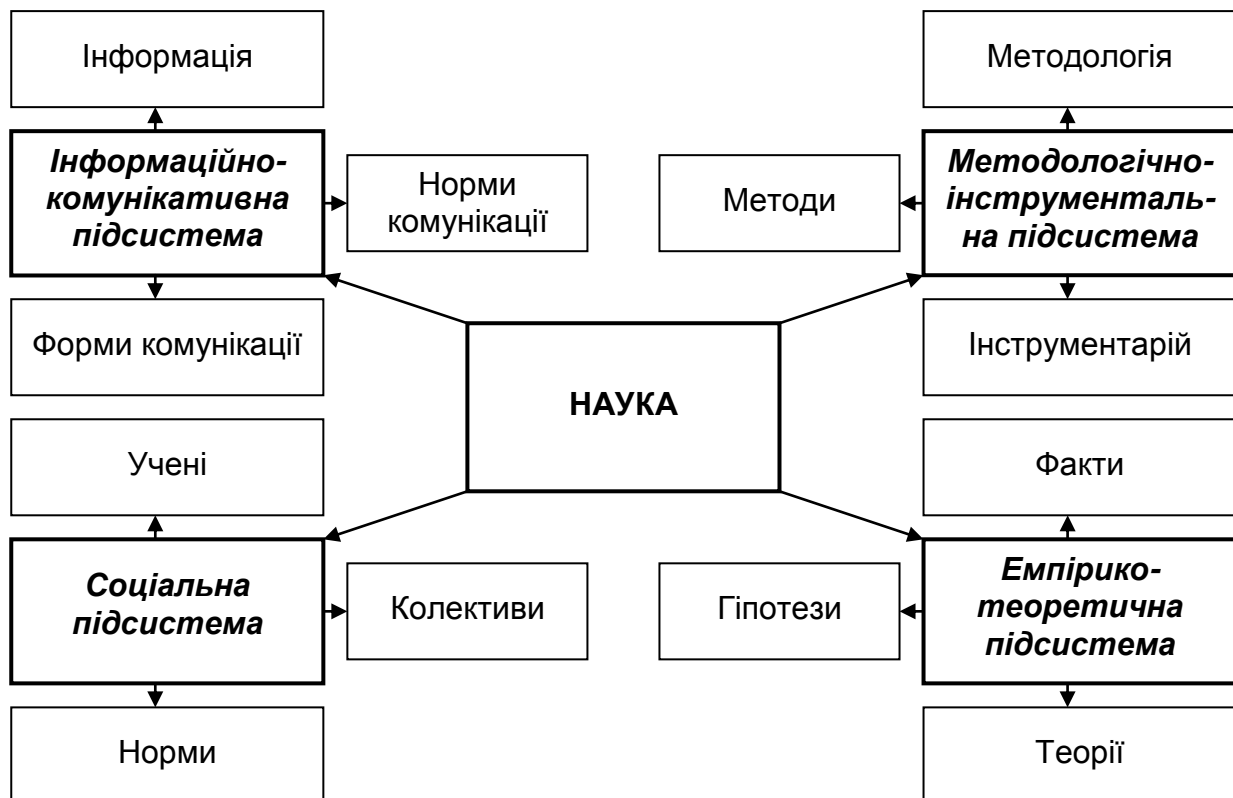 Інформація
Методологія
Інформаційно-
комунікативна
підсистема
Норми
комунікації
Методи
Методологічно-
інструменталь-
на підсистема
Форми комунікації
Інструментарій
НАУКА
Учені
Факти
Соціальна
підсистема
Колективи
Гіпотези
Емпірико-
теоретична
підсистема
Норми
Теорії